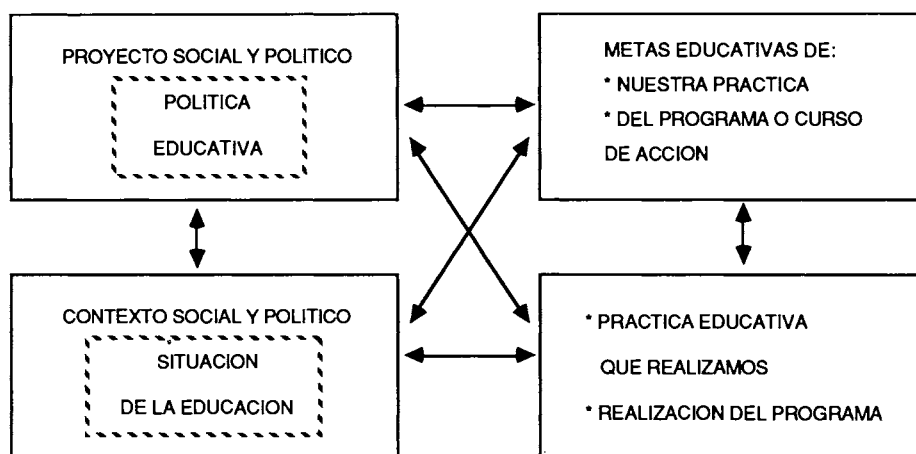 PROYECTO SOCIAL Y POLITICO
POLITICA
EDUCATIVA
METAS EDUCATIVAS DE:
* NUESTRA PRACTICA
* DEL PROGRAMA O CURSO
DE ACCION
CONTEXTO SOCIAL Y POLITICO
SITUACION
DE LA EDUCACION
* PRACTICA EDUCATIVA
QUE REALIZAMOS
* REALIZACION DEL PROGRAMA